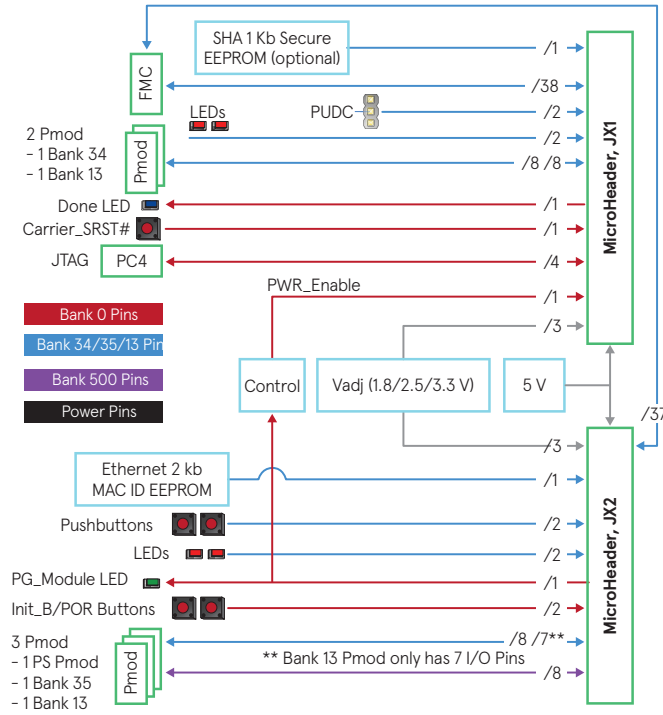 SHA 1 Kb Secure
EEPROM (optional)
/1
FMC
/38
LEDs
PUDC
/2
/2
2 Pmod
- 1 Bank 34
- 1 Bank 13
Pmod
/8 /8
MicroHeader, JX1
Done LED
/1
Carrier_SRST#
/1
JTAG
PC4
/4
PWR_Enable
/1
/3
Bank 0 Pins
Bank 34/35/13 Pin
Bank 500 Pins
Power Pins
Control
Vadj (1.8/2.5/3.3 V)
5 V
/37
/3
Ethernet 2 kb
MAC ID EEPROM
/1
Pushbuttons
/2
LEDs
/2
PG_Module LED
/1
Init_B/POR Buttons
/2
MicroHeader, JX2
3 Pmod
- 1 PS Pmod
- 1 Bank 35
- 1 Bank 13
Pmod
/8 /7**
** Bank 13 Pmod only has 7 I/O Pins
/8